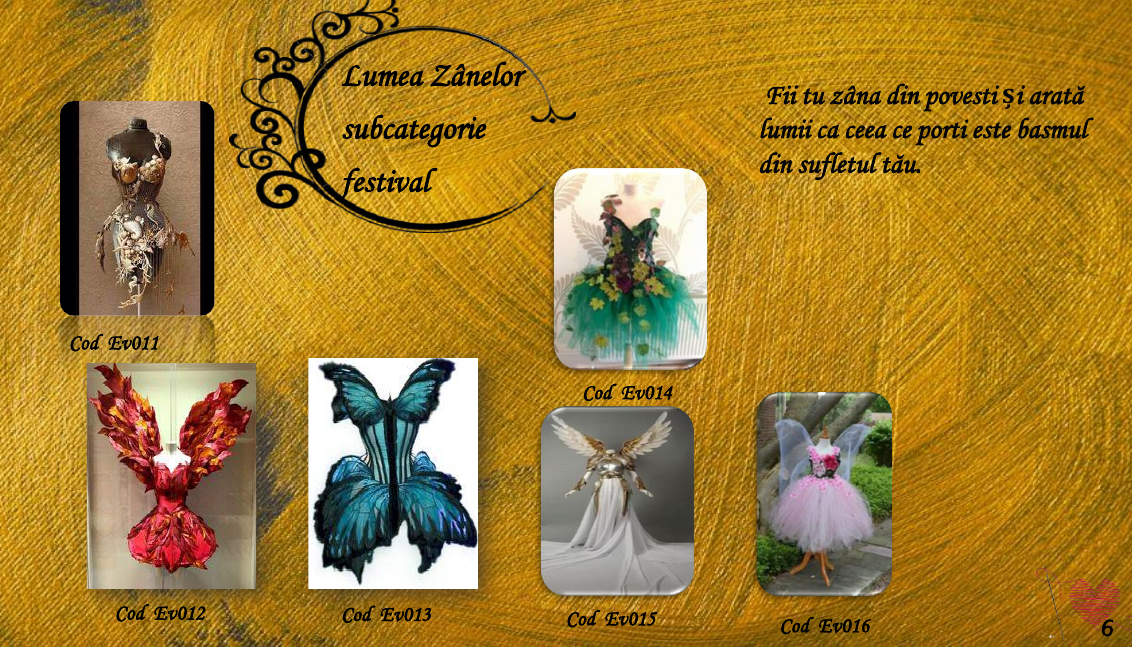 Lumea Zânelor
subcategorie
festival
Fii tu zâna din povesti și arată
lumii ca ceea ce porti este basmul
din sufletul tău.
Cod Ev011
Cod Ev014
Cod Ev012
Cod Ev013
Cod Ev015
Cod Ev016
6